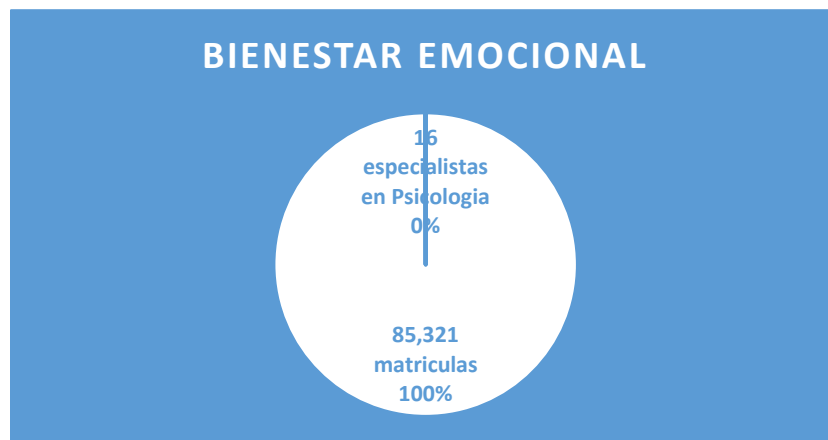 BIENESTAR EMOCIONAL
16
especialistas
en Psicologia
0%
85,321
matriculas
100%